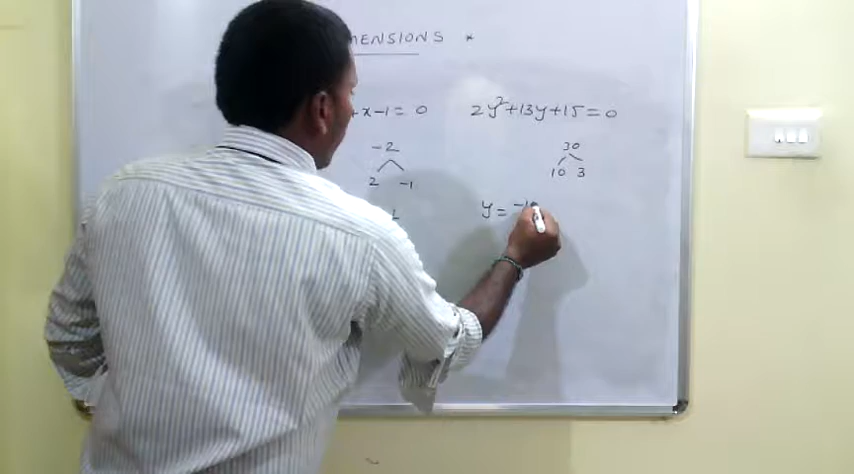 MENSIONS *
+x-1=0 2y²+13y+15=0
-2 30
2 -1 10 3
y = -1